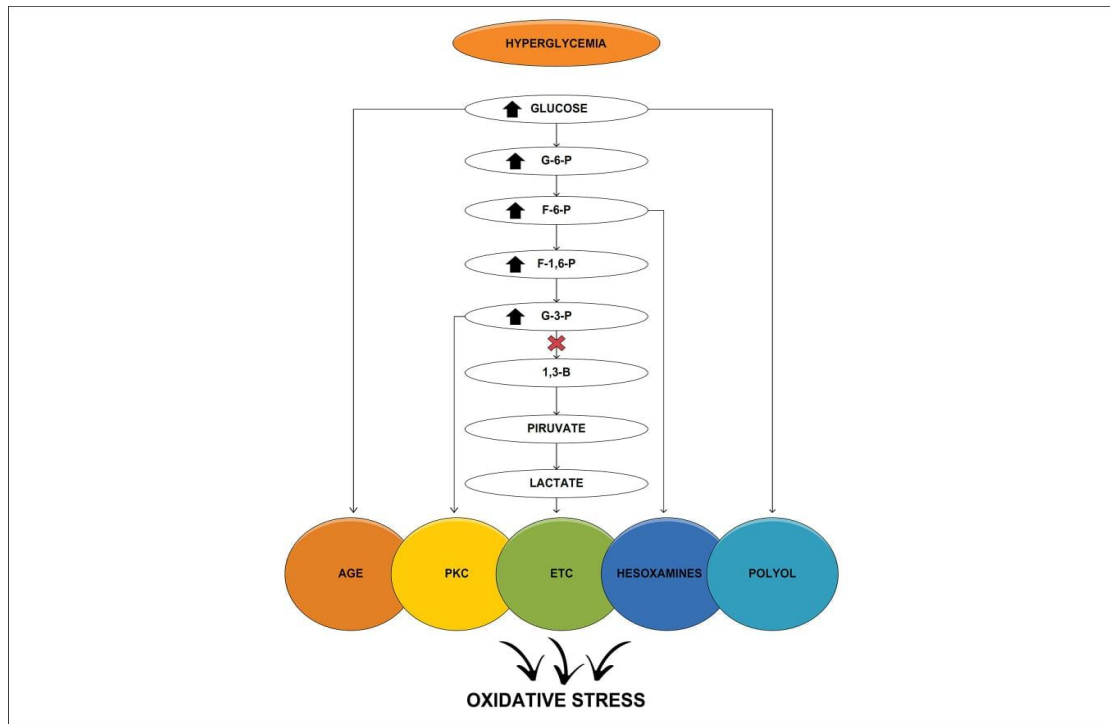 HYPERGLYCEMIA
GLUCOSE
G-6-P
F-6-P
F-1,6-P
G-3-P
1,3-B
PIRUVATE
LACTATE
AGE
PKC
ETC
HESOXAMINES
POLYOL
OXIDATIVE STRESS